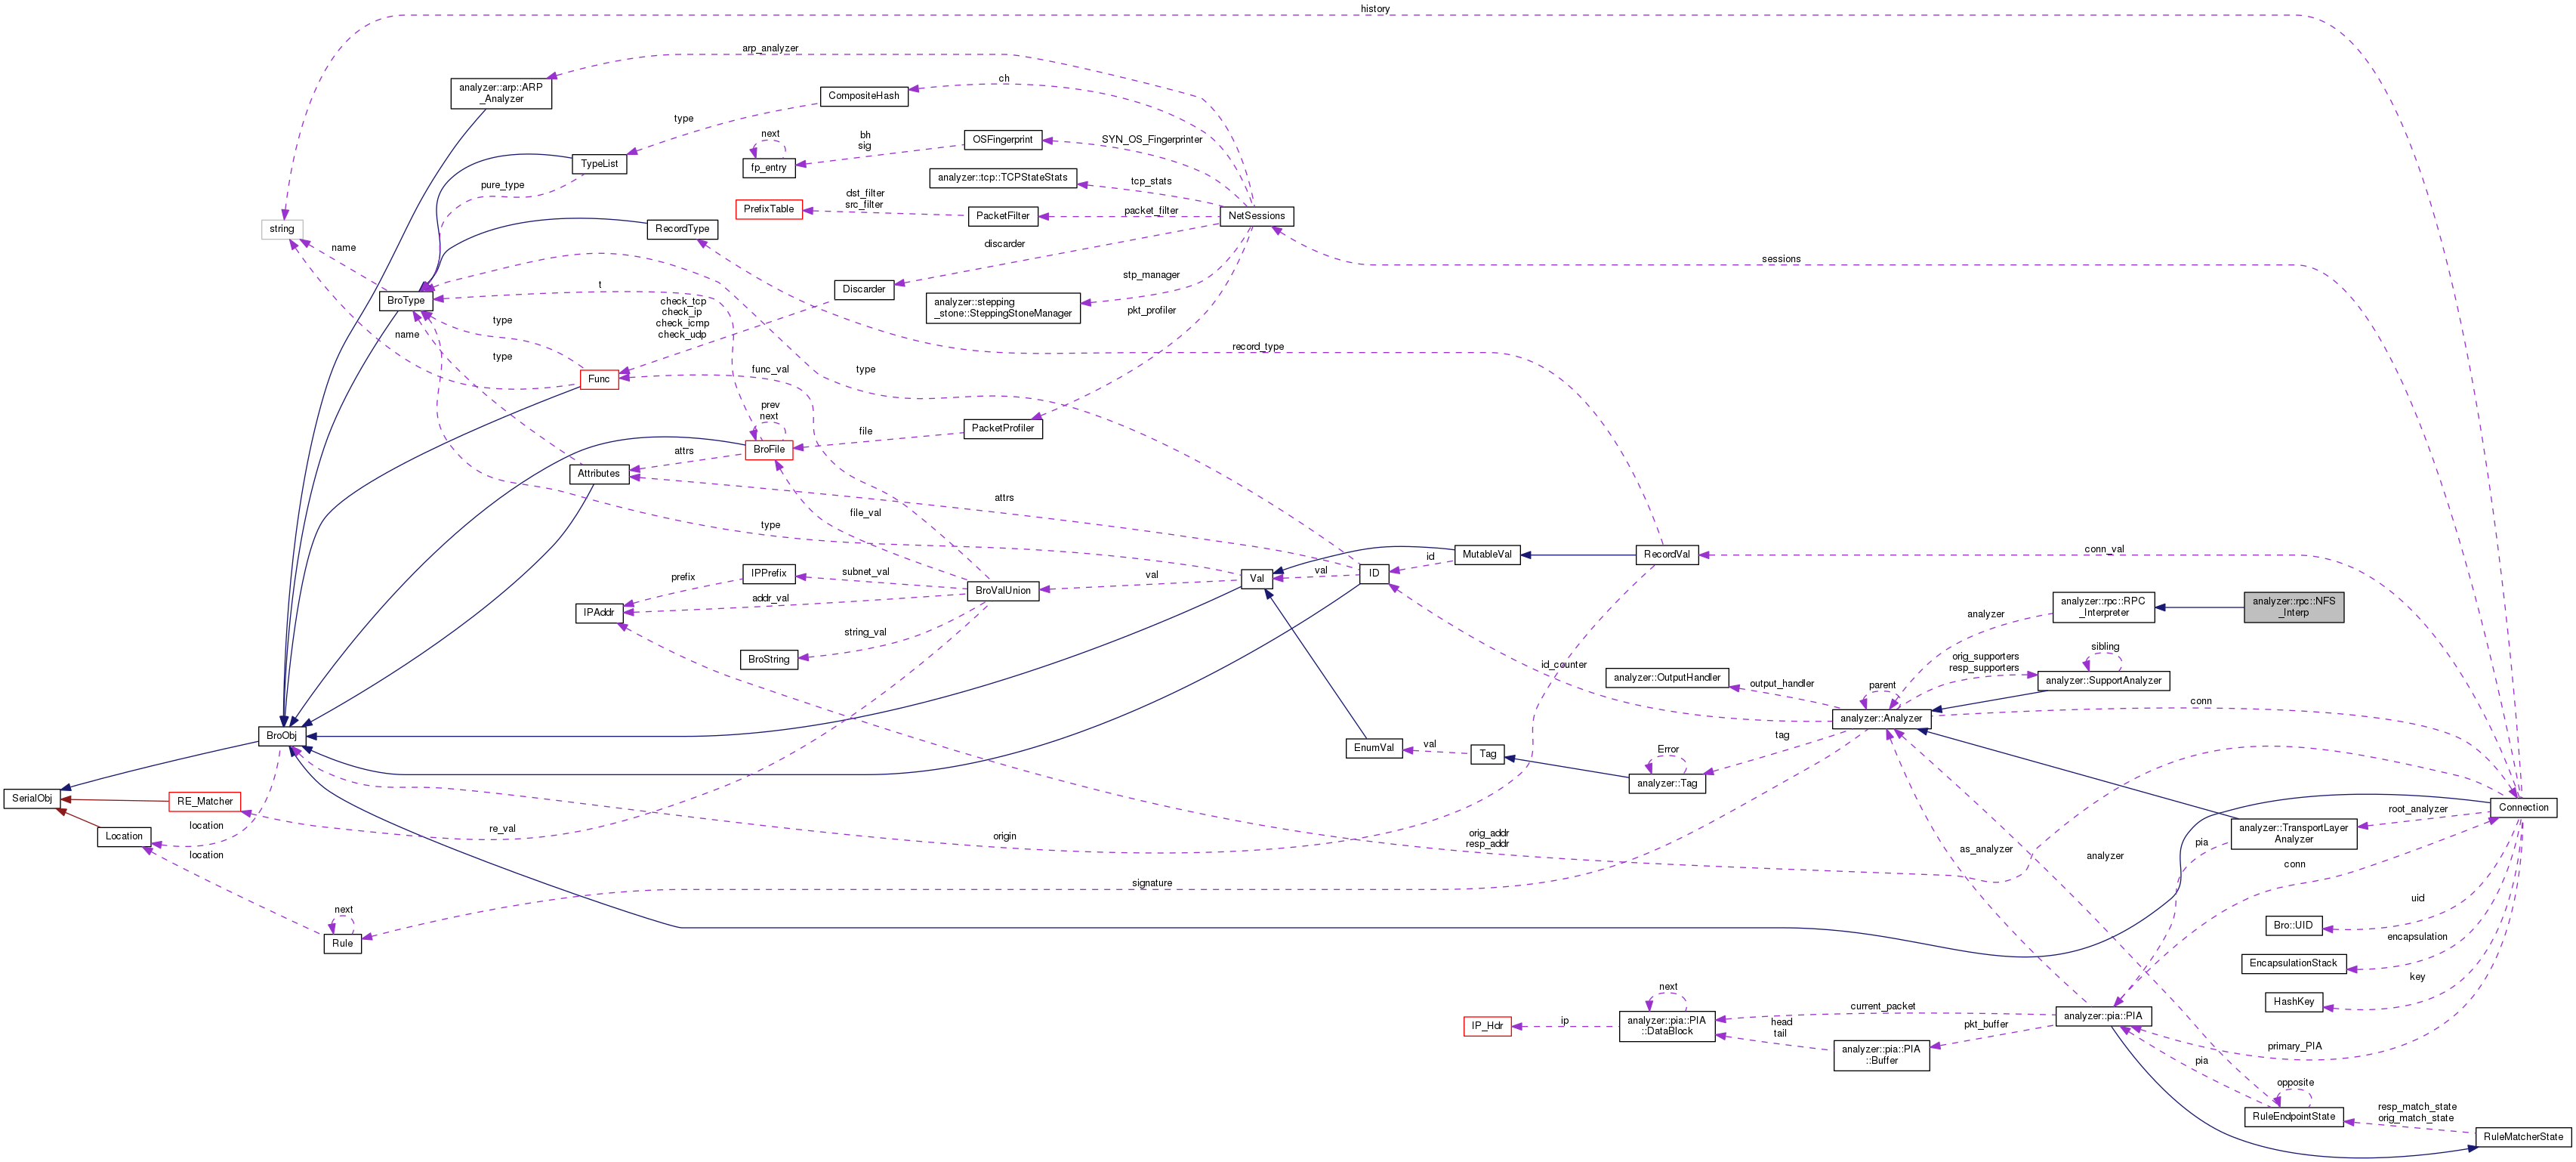 history
arp_analyzer
analyzer::arp::ARP
_Analyzer
ch
CompositeHash
type
bh
sig
OSFingerprint
SYN_OS_Fingerprinter
next
fp_entry
TypeList
pure_type
analyzer::tcp::TCPStateStats
tcp_stats
dst_filter
src_filter
PrefixTable
PacketFilter
packet_filter
NetSessions
string
name
RecordType
discarder
sessions
stp_manager
BroType
t
Discarder
analyzer::stepping
_stone::SteppingStoneManager
pkt_profiler
check_tcp
check_ip
check_icmp
check_udp
type
name
type
record_type
func_val
type
Func
prev
next
file
PacketProfiler
BroFile
attrs
Attributes
attrs
file_val
type
id
MutableVal
RecordVal
conn_val
IPPrefix
subnet_val
prefix
val
Val
val
ID
BroValUnion
addr_val
IPAddr
analyzer::rpc::RPC
_Interpreter
analyzer::rpc::NFS
_Interp
analyzer
string_val
BroString
sibling
orig_supporters
resp_supporters
id_counter
analyzer::OutputHandler
output_handler
analyzer::SupportAnalyzer
parent
conn
analyzer::Analyzer
BroObj
tag
EnumVal
val
Tag
Error
analyzer::Tag
SerialObj
RE_Matcher
Connection
root_analyzer
location
re_val
origin
orig_addr
resp_addr
analyzer::TransportLayer
Analyzer
Location
pia
location
as_analyzer
analyzer
conn
signature
uid
next
Bro::UID
Rule
encapsulation
EncapsulationStack
key
next
HashKey
current_packet
analyzer::pia::PIA
IP_Hdr
ip
analyzer::pia::PIA
::DataBlock
head
tail
pkt_buffer
primary_PIA
analyzer::pia::PIA
::Buffer
pia
opposite
RuleEndpointState
resp_match_state
orig_match_state
RuleMatcherState